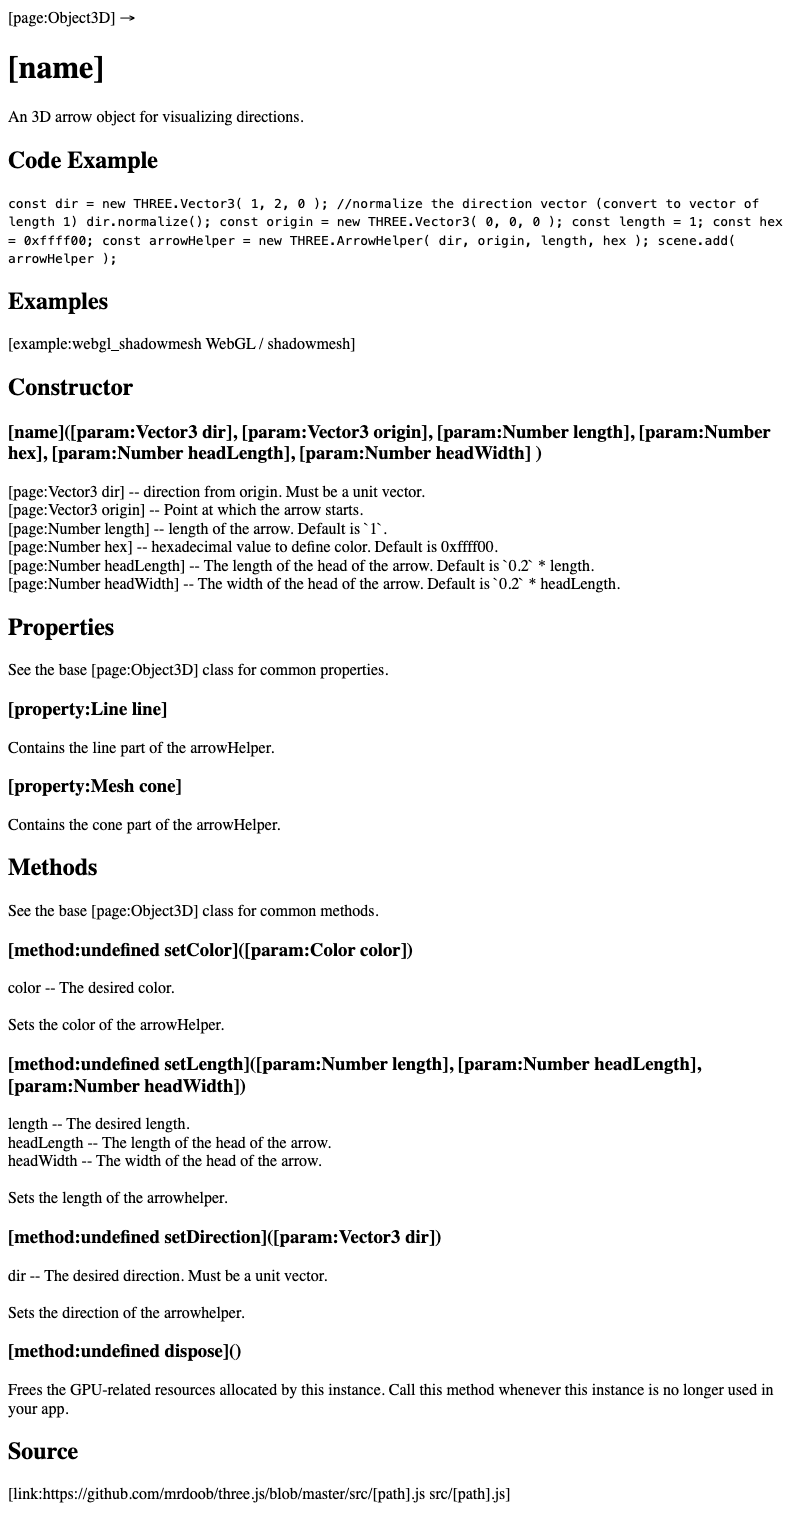 [page:Object3D] →
[name]
An 3D arrow object for visualizing directions.
Code Example
const dir = new THREE.Vector3( 1, 2, 0 ); //normalize the direction vector (convert to vector of
length 1) dir.normalize(); const origin = new THREE.Vector3( 0, 0, 0 ); const length = 1; const hex
= 0xffff00; const arrowHelper = new THREE.ArrowHelper( dir, origin, length, hex ); scene.add(
arrowHelper );
Examples
[example:webgl_shadowmesh WebGL / shadowmesh]
Constructor
[name]([param:Vector3 dir], [param:Vector3 origin], [param:Number length], [param:Number
hex], [param:Number headLength], [param:Number headWidth] )
[page:Vector3 dir] -- direction from origin. Must be a unit vector.
[page:Vector3 origin] -- Point at which the arrow starts.
[page:Number length] -- length of the arrow. Default is `1`.
[page:Number hex] -- hexadecimal value to define color. Default is 0xffff00.
[page:Number headLength] -- The length of the head of the arrow. Default is `0.2` * length.
[page:Number headWidth] -- The width of the head of the arrow. Default is `0.2` * headLength.
Properties
See the base [page:Object3D] class for common properties.
[property:Line line]
Contains the line part of the arrowHelper.
[property:Mesh cone]
Contains the cone part of the arrowHelper.
Methods
See the base [page:Object3D] class for common methods.
[method:undefined setColor]([param:Color color])
color -- The desired color.
Sets the color of the arrowHelper.
[method:undefined setLength]([param:Number length], [param:Number headLength],
[param:Number headWidth])
length -- The desired length.
headLength -- The length of the head of the arrow.
headWidth -- The width of the head of the arrow.
Sets the length of the arrowhelper.
[method:undefined setDirection]([param:Vector3 dir])
dir -- The desired direction. Must be a unit vector.
Sets the direction of the arrowhelper.
[method:undefined dispose]()
Frees the GPU-related resources allocated by this instance. Call this method whenever this instance is no longer used in
your app.
Source
[link:https://github.com/mrdoob/three.js/blob/master/src/[path].js src/[path].js]